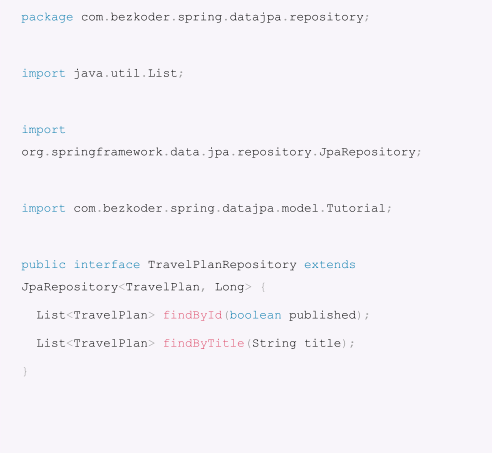 package com.bezkoder.spring.datajpa.repository;
import java.util.List;
import
org.springframework.data.jpa.repository.JpaRepository;
import com.bezkoder.spring.datajpa.model.Tutorial;
public interface TravelPlanRepository extends
JpaRepository<TravelPlan, Long> {
List<TravelPlan> findById(boolean published);
List<TravelPlan> findByTitle(String title);
}